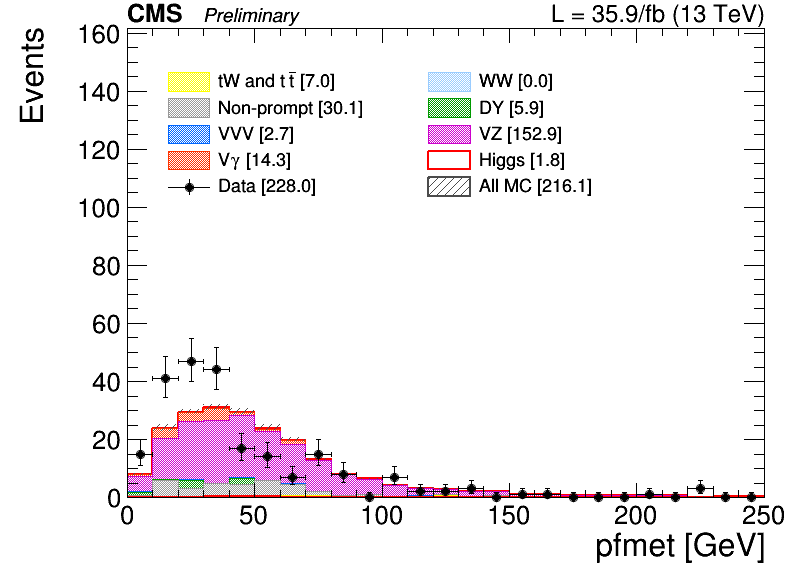 CMS Preliminary L = 35.9/fb (13 TeV)
Events
160
140
120
100
80
60
40
20
0
tW and t t̅ [7.0]
Non-prompt [30.1]
VVV [2.7]
Vγ [14.3]
Data [228.0]
WW [0.0]
DY [5.9]
VZ [152.9]
Higgs [1.8]
All MC [216.1]
0 50 100 150 200 250
pfmet [GeV]